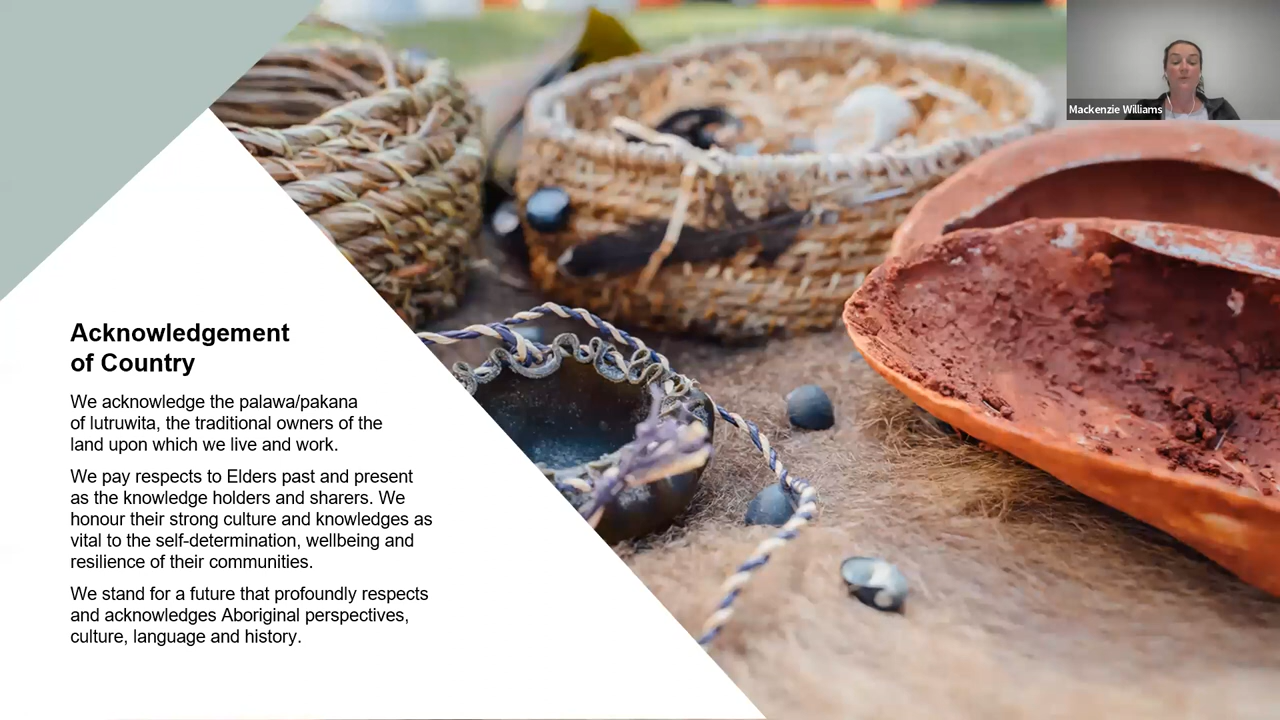 Mackenzie Williams
Acknowledgement
of Country
We acknowledge the palawa/pakana
of lutruwita, the traditional owners of the
land upon which we live and work.
We pay respects to Elders past and present
as the knowledge holders and sharers. We
honour their strong culture and knowledges as
vital to the self-determination, wellbeing and
resilience of their communities.
We stand for a future that profoundly respects
and acknowledges Aboriginal perspectives,
culture, language and history.